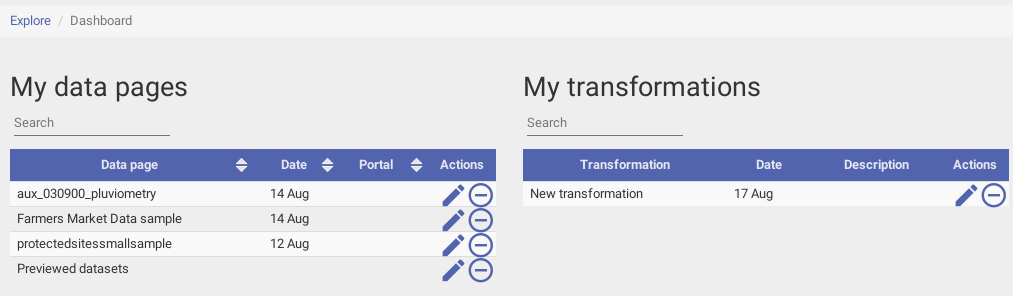 Explore / Dashboard
My data pages
Search
Data page Date Portal Actions
aux_030900_pluviometry 14 Aug
Farmers Market Data sample 14 Aug
protectedsitessmallsample 12 Aug
Previewed datasets
My transformations
Search
Transformation Date Description Actions
New transformation 17 Aug